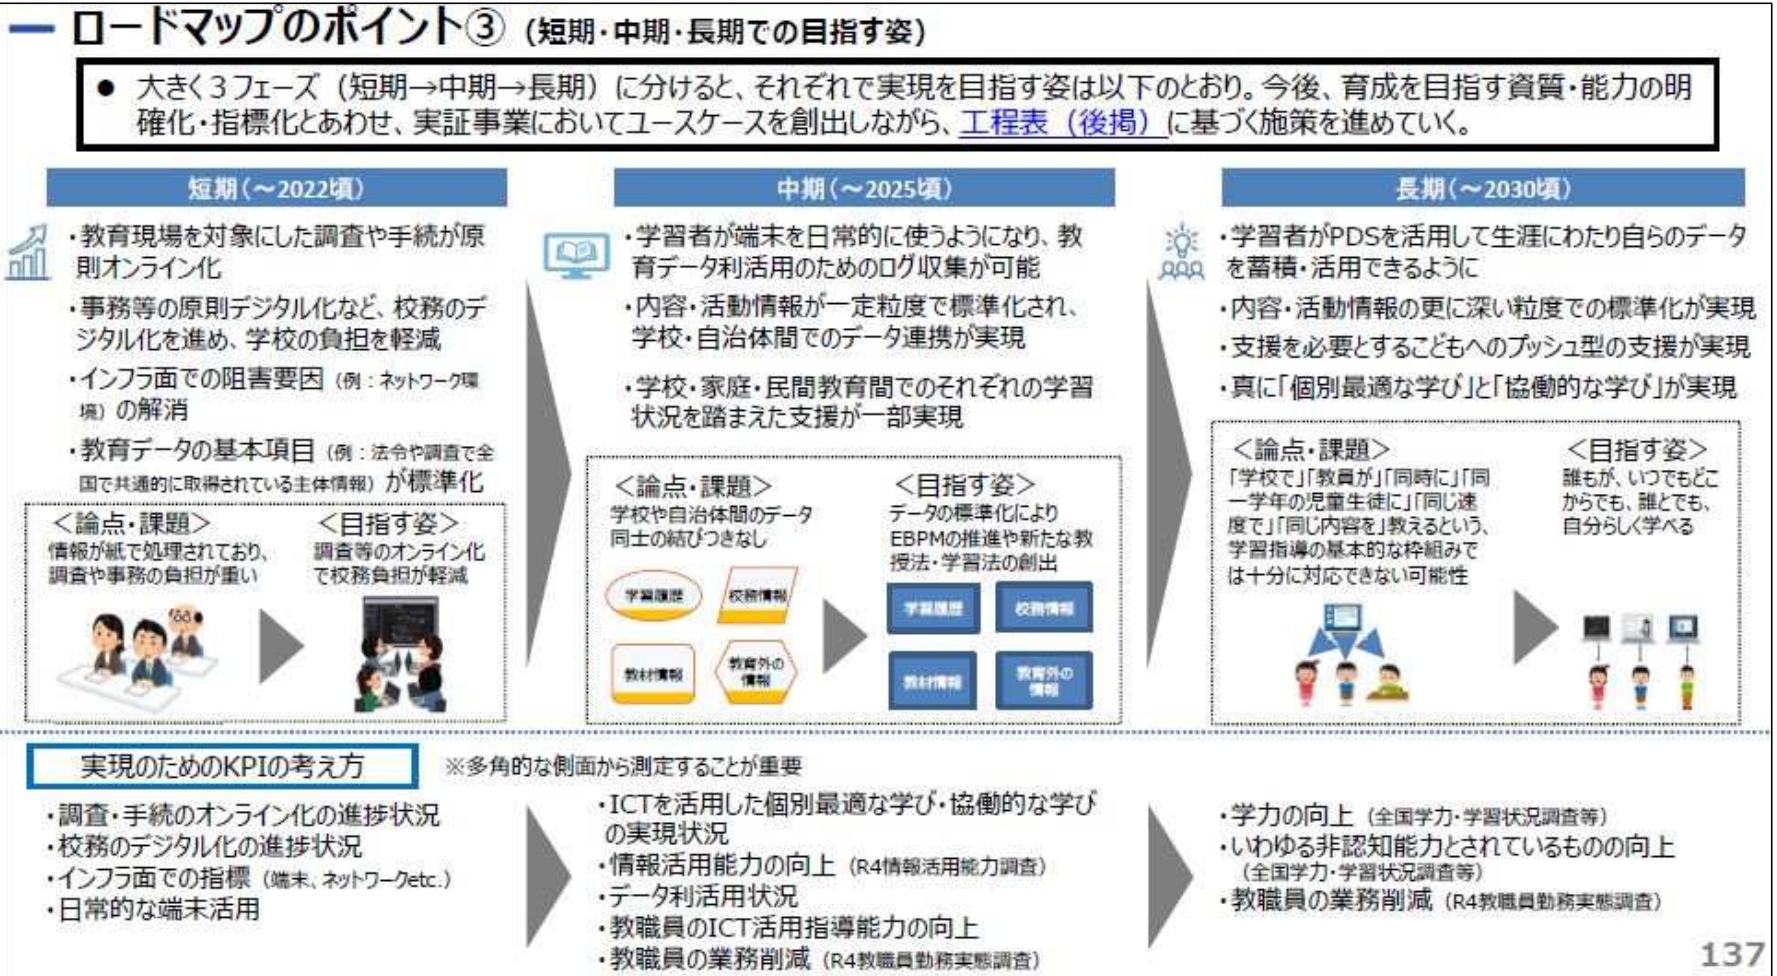 ロードマップのポイント③（短期・中期・長期での目指す姿）
● 大きく３フェーズ（短期→中期→長期）に分けると、それぞれで実現を目指す姿は以下のとおり。今後、育成を目指す資質・能力の明
確化・指標化とあわせ、実証事業においてユースケースを創出しながら、工程表（後掲）に基づく施策を進めていく。
短期（～2022頃）
・教育現場を対象にした調査や手続が原
則オンライン化
・事務等の原則デジタル化など、校務のデ
ジタル化を進め、学校の負担を軽減
・インフラ面での阻害要因（例：ネットワーク環
境）の解消
・教育データの基本項目（例：法令や調査で全
国で共通的に取得されている主体情報）が標準化
＜論点・課題＞
情報が紙で処理されており、
調査や事務の負担が重い
＜目指す姿＞
調査等のオンライン化
で校務負担が軽減
中期（～2025頃）
・学習者が端末を日常的に使うようになり、教
育データ利活用のためのログ収集が可能
・内容・活動情報が一定粒度で標準化され、
学校・自治体間でのデータ連携が実現
・学校・家庭・民間教育間でのそれぞれの学習
状況を踏まえた支援が一部実現
＜論点・課題＞
学校や自治体間のデータ
同士の結びつきなし
学習履歴
校務情報
教材情報
教育外の
情報
＜目指す姿＞
データの標準化により
EBPMの推進や新たな教
授法・学習法の創出
学習履歴
校務情報
教材情報
教育外の
情報
長期（～2030頃）
・学習者がPDSを活用して生涯にわたり自らのデータ
を蓄積・活用できるように
・内容・活動情報の更に深い粒度での標準化が実現
・支援を必要とするこどもへのプッシュ型の支援が実現
・真に「個別最適な学び」と「協働的な学び」が実現
＜論点・課題＞
「学校で」「教員が」「同時に」「同
一学年の児童生徒に」「同じ速
度で」「同じ内容を」教えるという、
学習指導の基本的な枠組みで
は十分に対応できない可能性
＜目指す姿＞
誰もが、いつでもどこ
からでも、誰とでも、
自分らしく学べる
実現のためのKPIの考え方
※多角的な側面から測定することが重要
・調査・手続のオンライン化の進捗状況
・校務のデジタル化の進捗状況
・インフラ面での指標（端末、ネットワークetc.）
・日常的な端末活用
・ICTを活用した個別最適な学び・協働的な学び
の実現状況
・情報活用能力の向上（R4情報活用能力調査）
・データ利活用状況
・教職員のICT活用指導能力の向上
・教職員の業務削減（R4教職員勤務実態調査）
・学力の向上（全国学力・学習状況調査等）
・いわゆる非認知能力とされているものの向上
（全国学力・学習状況調査等）
・教職員の業務削減（R4教職員勤務実態調査）
137